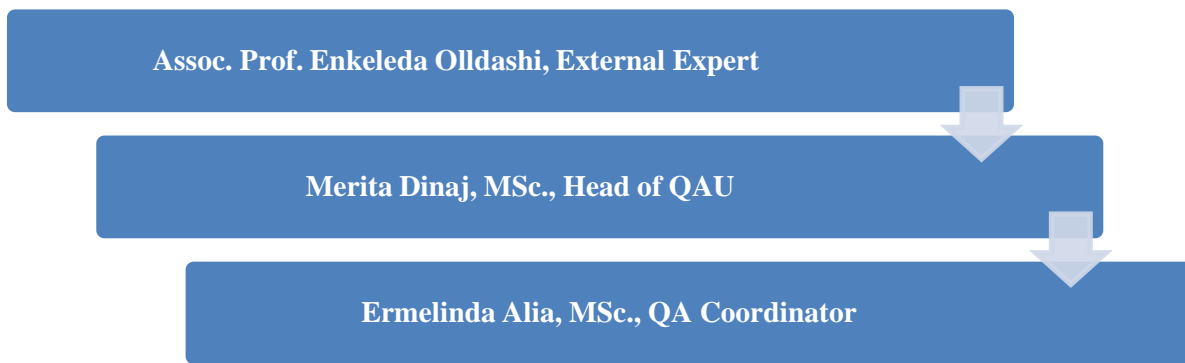 Assoc. Prof. Enkeleda Olldashi, External Expert
Merita Dinaj, MSc., Head of QAU
Ermelinda Alia, MSc., QA Coordinator